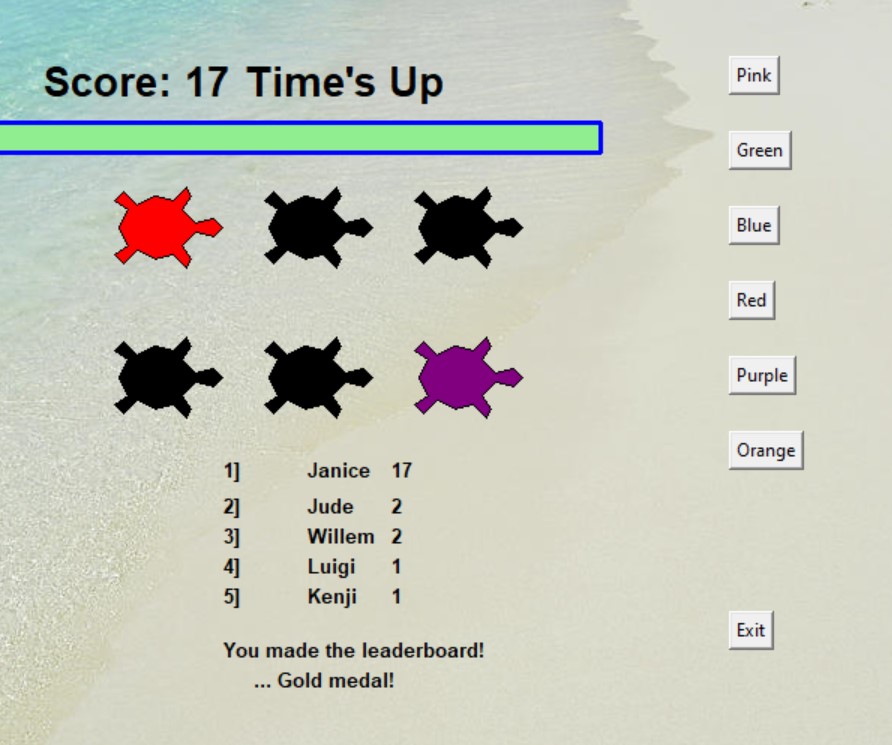 Score: 17 Time's Up
Pink
Green
Blue
Red
Purple
Orange
1] Janice 17
2] Jude 2
3] Willem 2
4] Luigi 1
5] Kenji 1
You made the leaderboard!
... Gold medal!
Exit